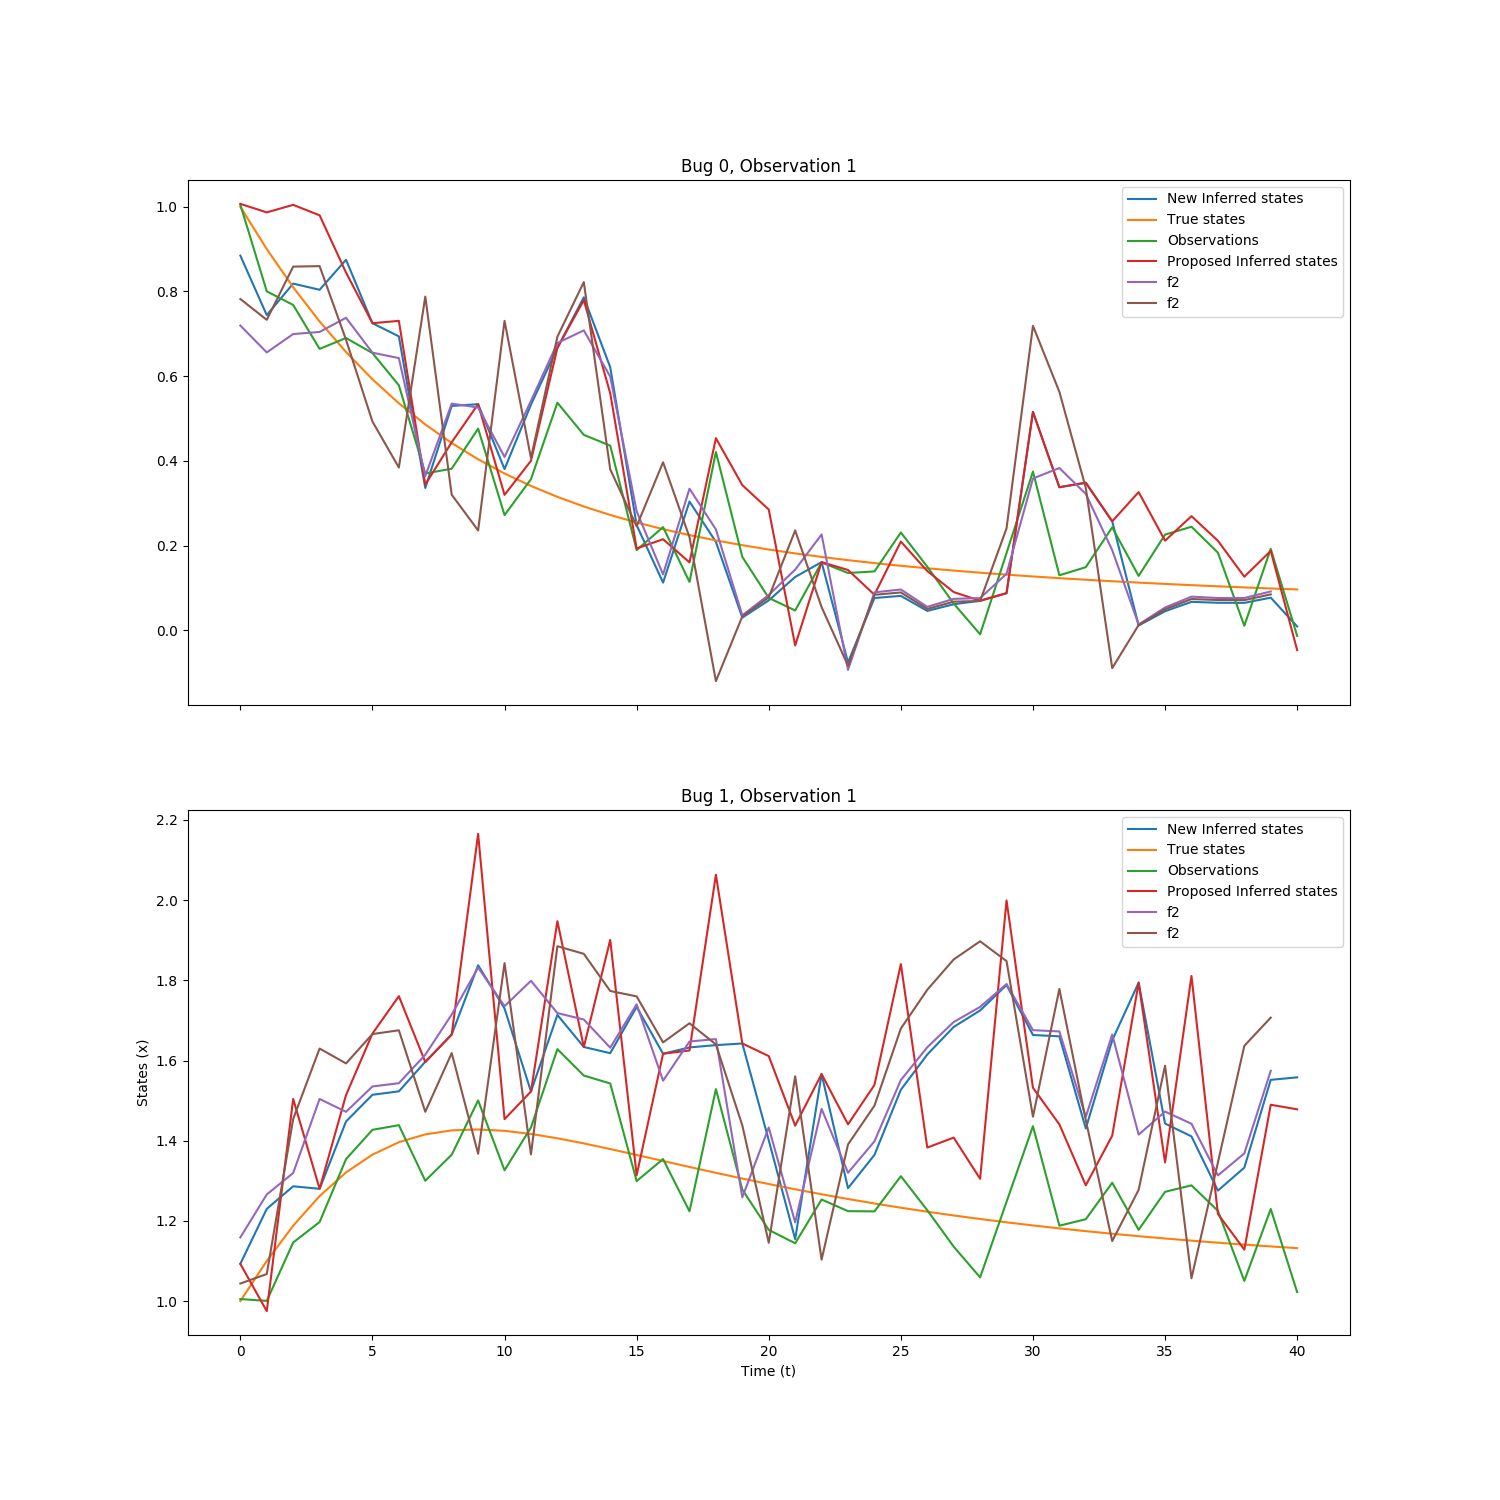 Bug 0, Observation 1
New Inferred states
True states
Observations
Proposed Inferred states
f2
f2
1.0
0.8
0.6
0.4
0.2
0.0
Bug 1, Observation 1
New Inferred states
True states
Observations
Proposed Inferred states
f2
f2
2.2
2.0
1.8
1.6
1.4
1.2
1.0
States (x)
0 5 10 15 20 25 30 35 40
Time (t)